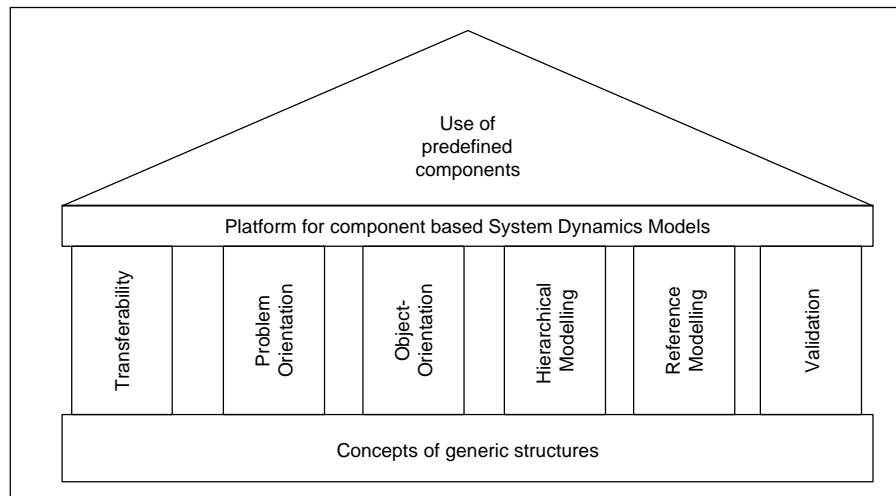 Use of
predefined
components
Platform for component based System Dynamics Models
Transferability
Problem
Orientation
Object-
Orientation
Hierarchical
Modelling
Reference
Modelling
Validation
Concepts of generic structures